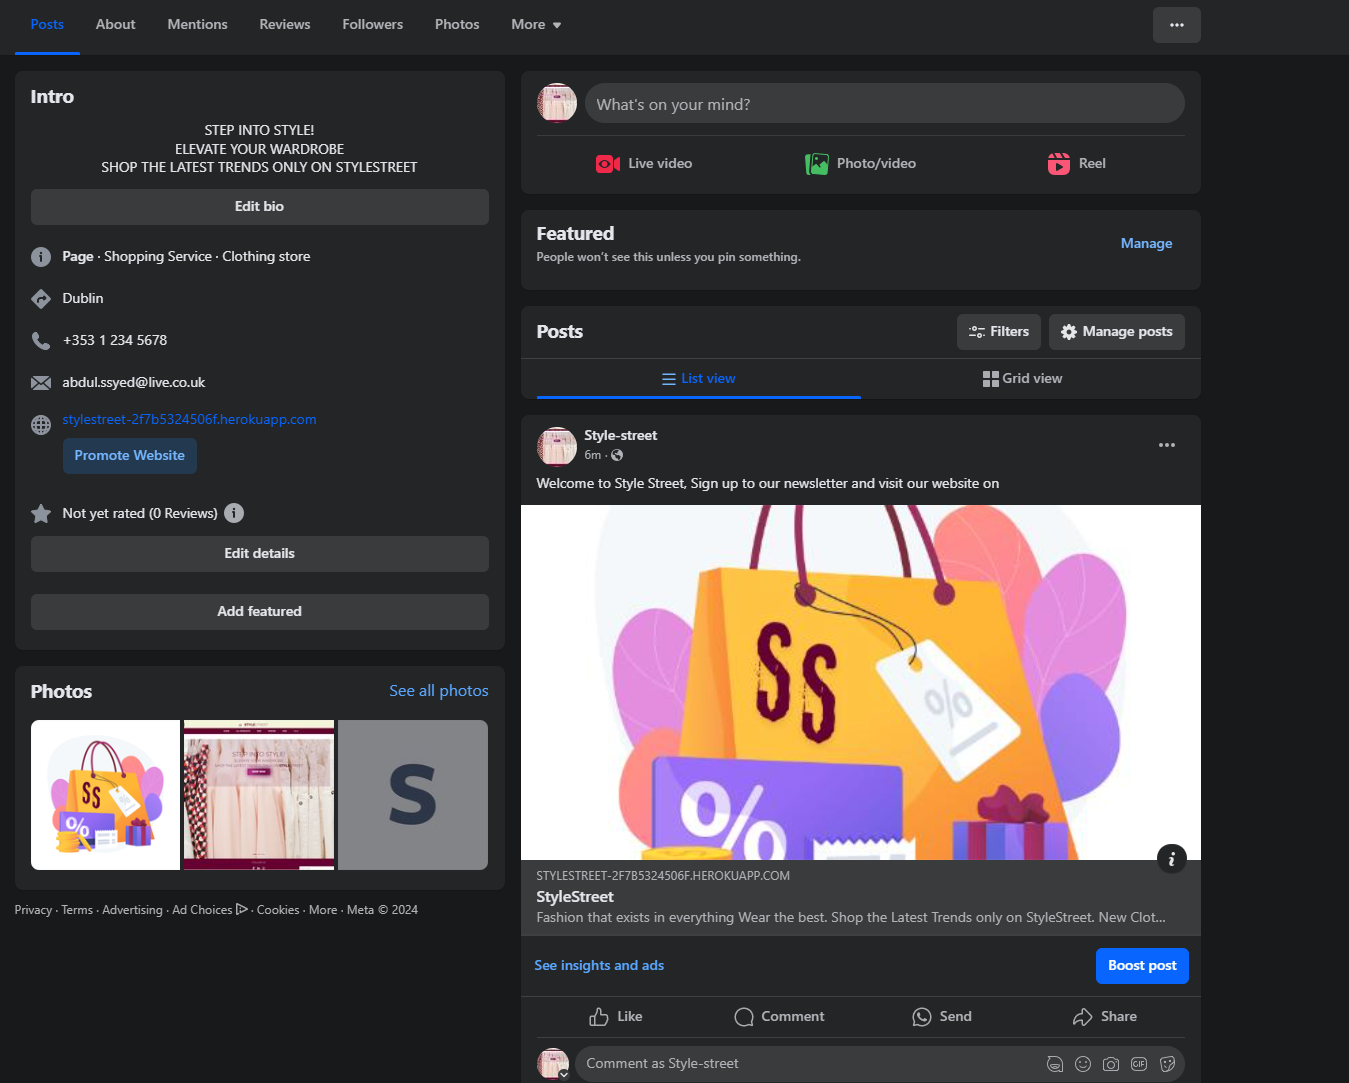 Posts
About
Mentions
Reviews
Followers
Photos
More
Intro
STEP INTO STYLE!
ELEVATE YOUR WARDROBE
SHOP THE LATEST TRENDS ONLY ON STYLESTREET
Edit bio
Page · Shopping Service · Clothing store
Dublin
+353 1 234 5678
abdul.ssyed@live.co.uk
stylestreet-2f7b5324506f.herokuapp.com
Promote Website
Not yet rated (0 Reviews)
Edit details
Add featured
Photos
See all photos
SS
%
STEP INTO STYLE!
S
Privacy · Terms · Advertising · Ad Choices · Cookies · More · Meta © 2024
What's on your mind?
Live video
Photo/video
Reel
Featured
People won't see this unless you pin something.
Manage
Posts
Filters
Manage posts
List view
Grid view
Style-street
6m ·
Welcome to Style Street, Sign up to our newsletter and visit our website on
SS
%
%
STYLESTREET-2F7B5324506F.HEROKUAPP.COM
StyleStreet
Fashion that exists in everything Wear the best. Shop the Latest Trends only on StyleStreet. New Clot...
See insights and ads
Boost post
Like
Comment
Send
Share
Comment as Style-street
GIF